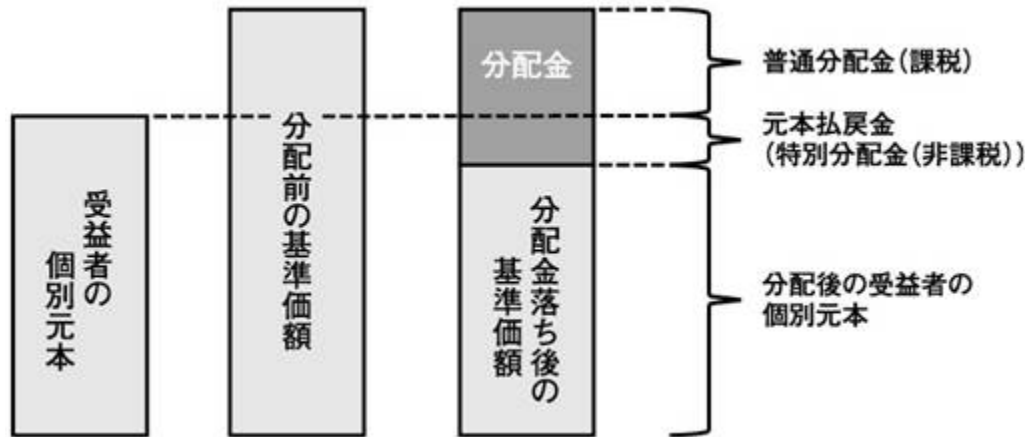 受益者の
個別元本
分配前の基準価額
分配金
分配金落ち後の
基準価額
普通分配金(課税)
元本払戻金
(特別分配金(非課税))
分配後の受益者の
個別元本